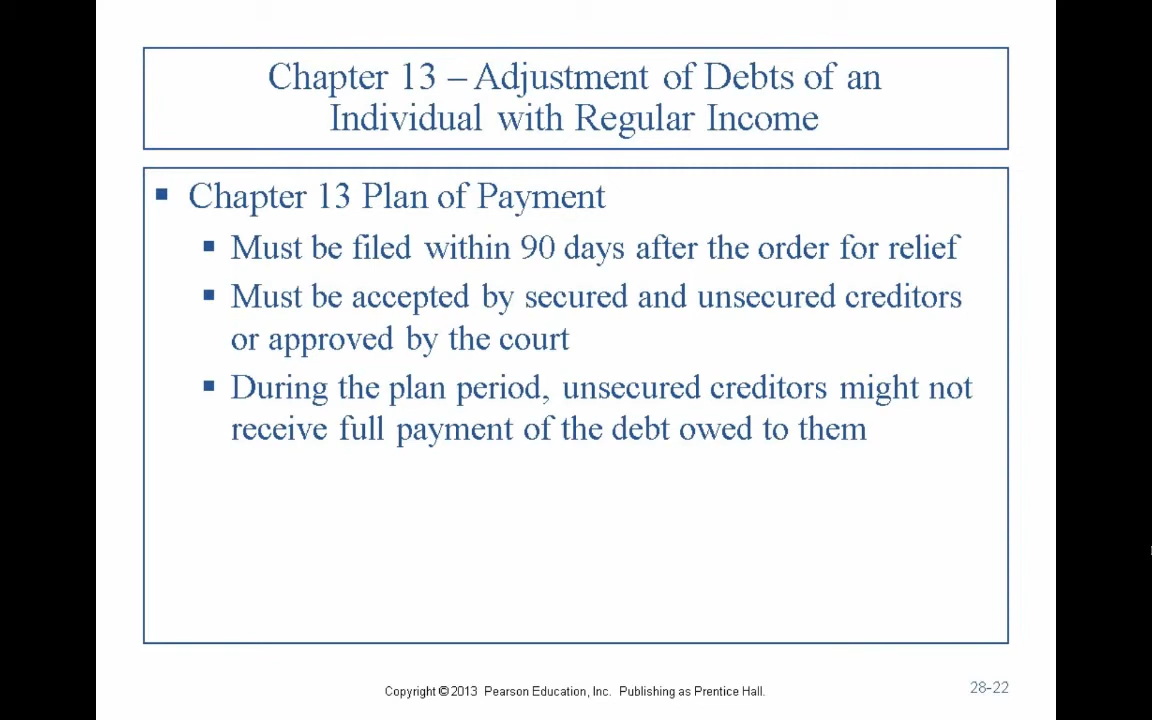 Chapter 13 – Adjustment of Debts of an
Individual with Regular Income
▪ Chapter 13 Plan of Payment
▪ Must be filed within 90 days after the order for relief
▪ Must be accepted by secured and unsecured creditors
or approved by the court
▪ During the plan period, unsecured creditors might not
receive full payment of the debt owed to them
Copyright © 2013 Pearson Education, Inc. Publishing as Prentice Hall.
28-22